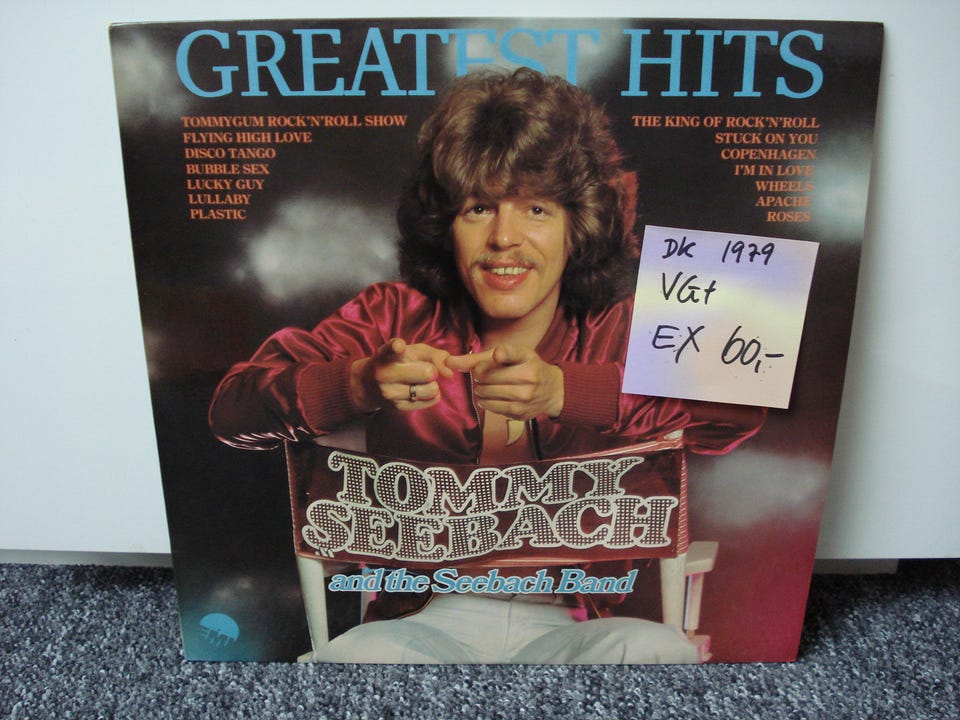 GREATEST HITS
TOMMYGUM ROCK'N'ROLL SHOW
FLYING HIGH LOVE
DISCO TANGO
BUBBLE SEX
LUCKY GUY
LULLABY
PLASTIC
THE KING OF ROCK'N'ROLL
STUCK ON YOU
COPENHAGEN
I'M IN LOVE
WHEELS
APACHE
ROSES
DK 1979
VG+
EX 60,-
TOMMY
SEEBACH
and the Seebach Band
EMI